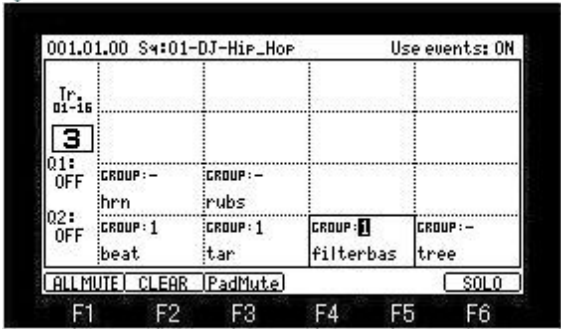 001.01.00 Sq:01-DJ-Hip_Hop Use events: ON
Tr.
01-16
3
Q1:
OFF
GROUP:- GROUP:-
hrn rubs
Q2:
OFF
GROUP:1 GROUP:1 GROUP:1 GROUP:-
beat tar filterbas tree
ALL MUTE CLEAR PadMute SOLO
F1 F2 F3 F4 F5 F6